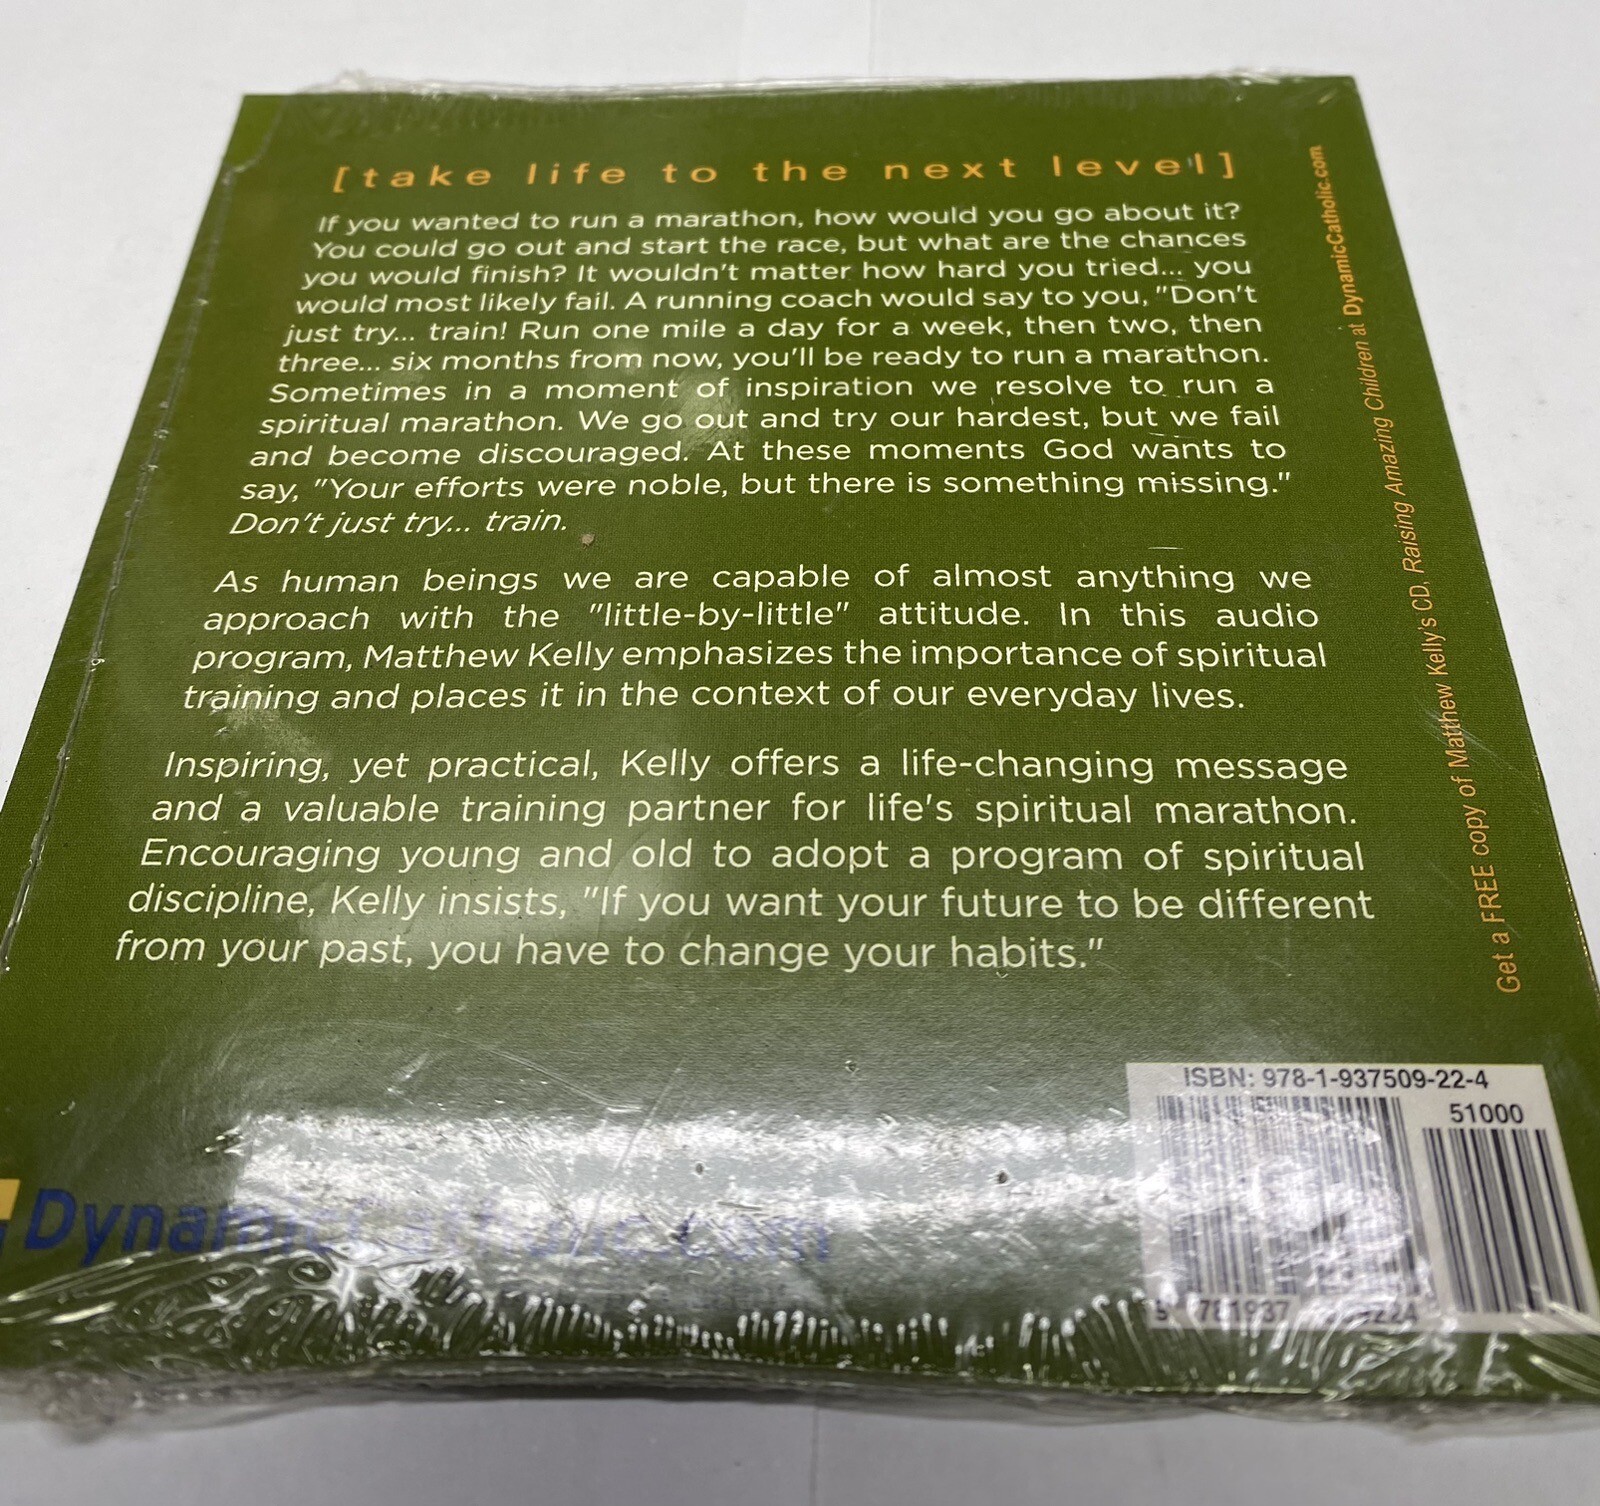 [take life to the next level]
If you wanted to run a marathon, how would you go about it?
You could go out and start the race, but what are the chances
you would finish? It wouldn't matter how hard you tried... you
would most likely fail. A running coach would say to you, "Don't
just try... train! Run one mile a day for a week, then two, then
three... six months from now, you'll be ready to run a marathon.
Sometimes in a moment of inspiration we resolve to run a
spiritual marathon. We go out and try our hardest, but we fail
and become discouraged. At these moments God wants to
say, "Your efforts were noble, but there is something missing."
Don't just try... train.
As human beings we are capable of almost anything we
approach with the "little-by-little" attitude. In this audio
program, Matthew Kelly emphasizes the importance of spiritual
training and places it in the context of our everyday lives.
Inspiring, yet practical, Kelly offers a life-changing message
and a valuable training partner for life's spiritual marathon.
Encouraging young and old to adopt a program of spiritual
discipline, Kelly insists, "If you want your future to be different
from your past, you have to change your habits."
Get a FREE copy of Matthew Kelly's CD, Raising Amazing Children at DynamicCatholic.com
ISBN: 978-1-937509-22-4
51000
9 781937
DynamicCatholic.com